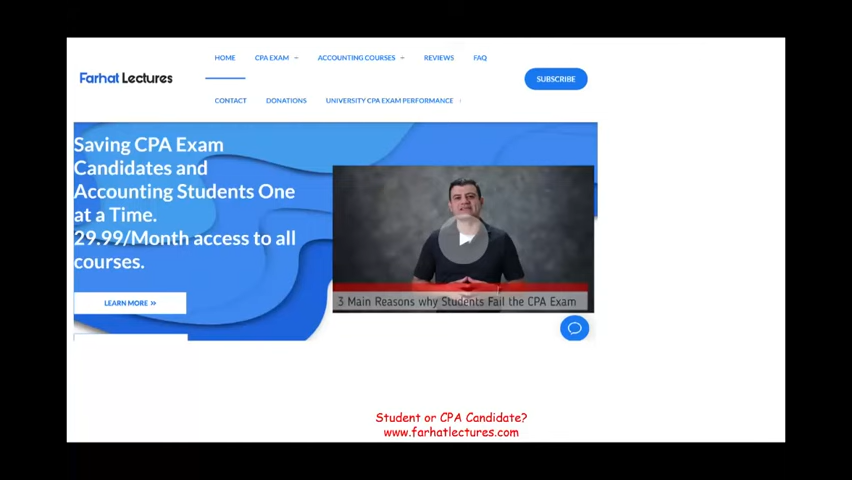 HOME
CPA EXAM
ACCOUNTING COURSES
REVIEWS
FAQ
Farhat Lectures
SUBSCRIBE
CONTACT
DONATIONS
UNIVERSITY CPA EXAM PERFORMANCE
Saving CPA Exam
Candidates and
Accounting Students One
at a Time.
29.99/Month access to all
courses.
LEARN MORE »
3 Main Reasons why Students Fail the CPA Exam
Student or CPA Candidate?
www.farhatlectures.com